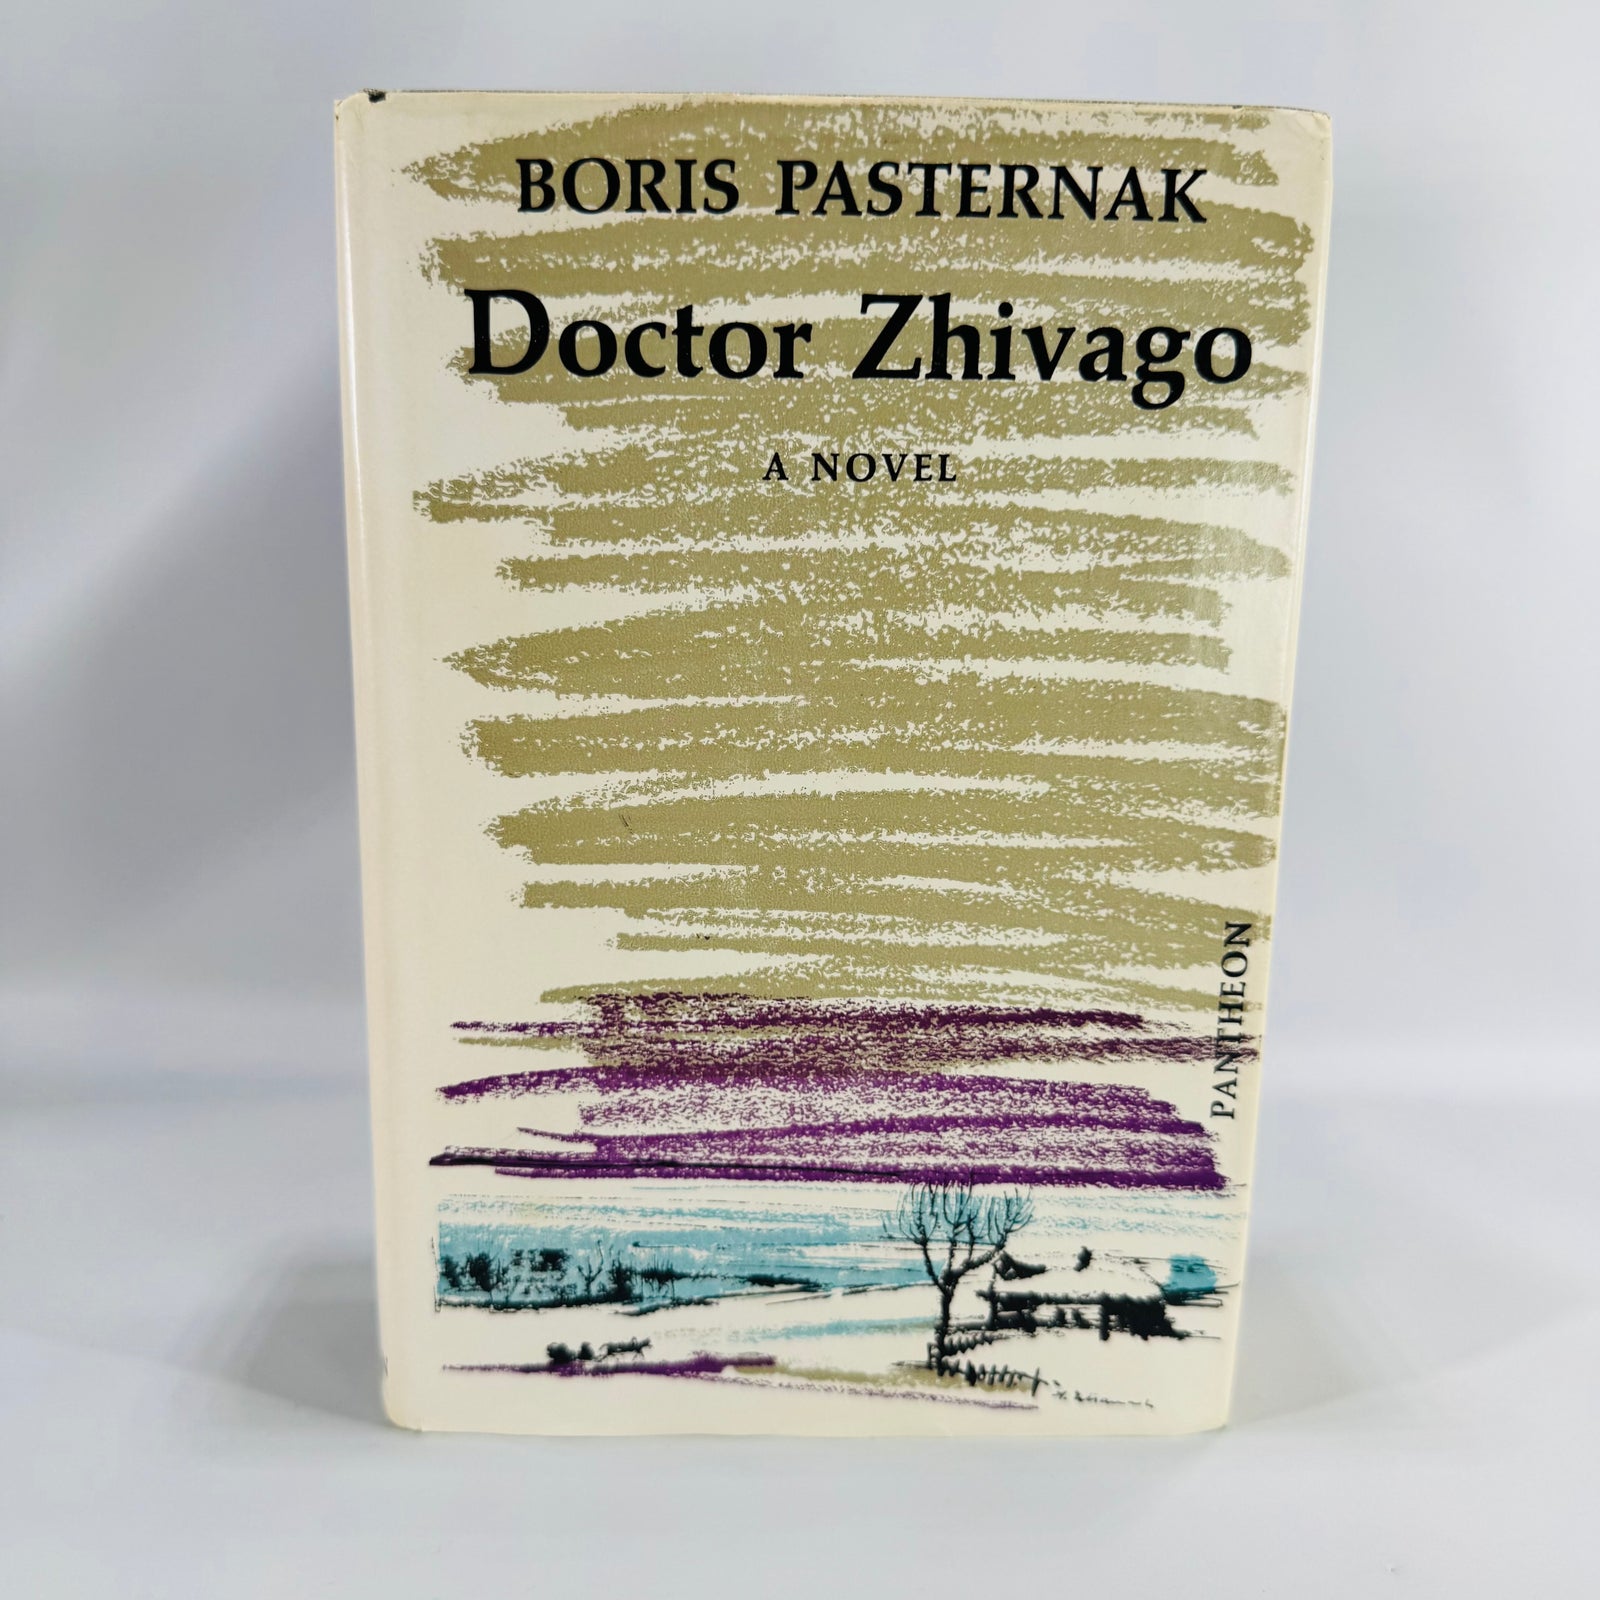 BORIS PASTERNAK
Doctor Zhivago
A NOVEL
PANTHEON